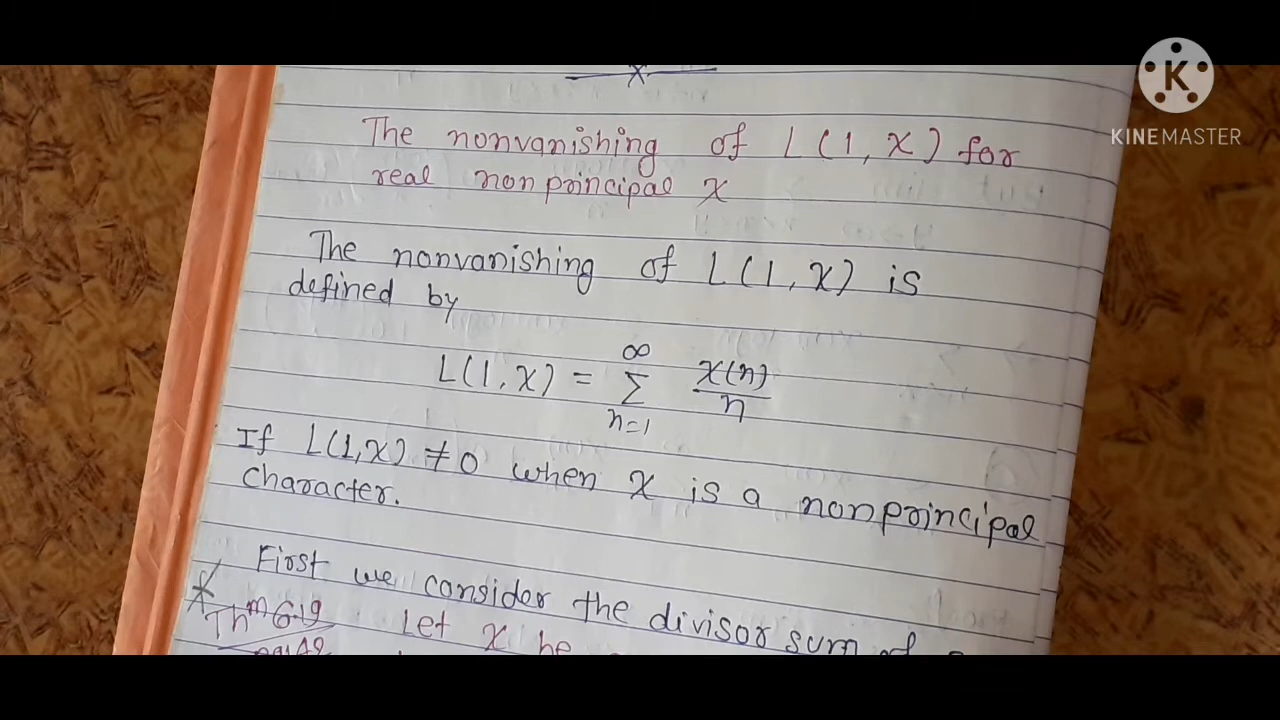 The nonvanishing of L(1, χ) for
real nonprincipal χ
The nonvanishing of L(1, χ) is
defined by
L(1, χ) = ∞ Σ n=1 χ(n)/n
If L(1,χ) ≠ 0 when χ is a nonprincipal
character.
First we consider the divisor sum of
Thm 6.19 Let χ be
K
KINEMASTER